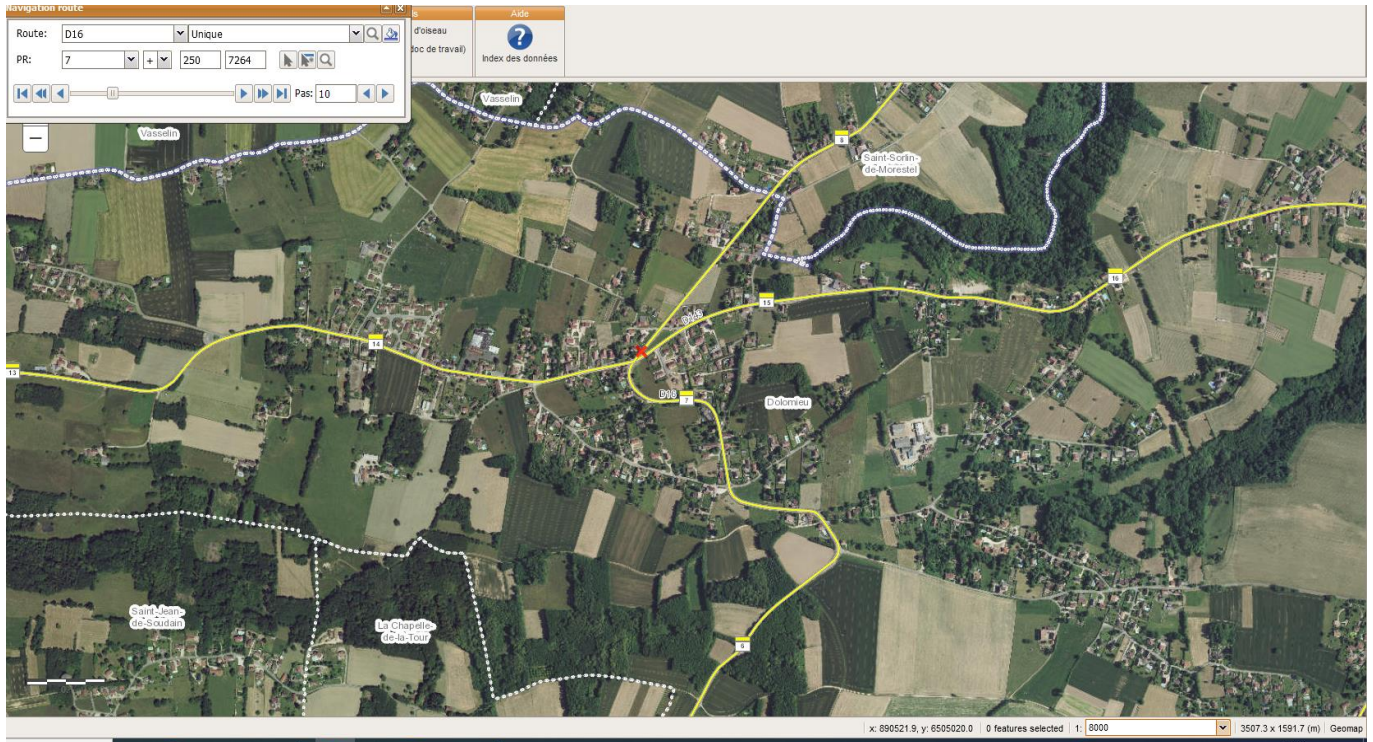 Navigation route
Route: D16 Unique
PR: 7 + 250 7264
Pas: 10
d'oiseau
doc de travail)
Aide
?
Index des données
Vasselin
Vasselin
8
Saint-Sorlin-
de-Morestel
16
15
D143
14
13
D16
7
Dolomieu
Saint-Jean-
de-Soudain
La Chapelle-
de-la-Tour
x: 890521.9, y: 6505020.0 0 features selected 1: 8000 3507.3 x 1591.7 (m) Geomap